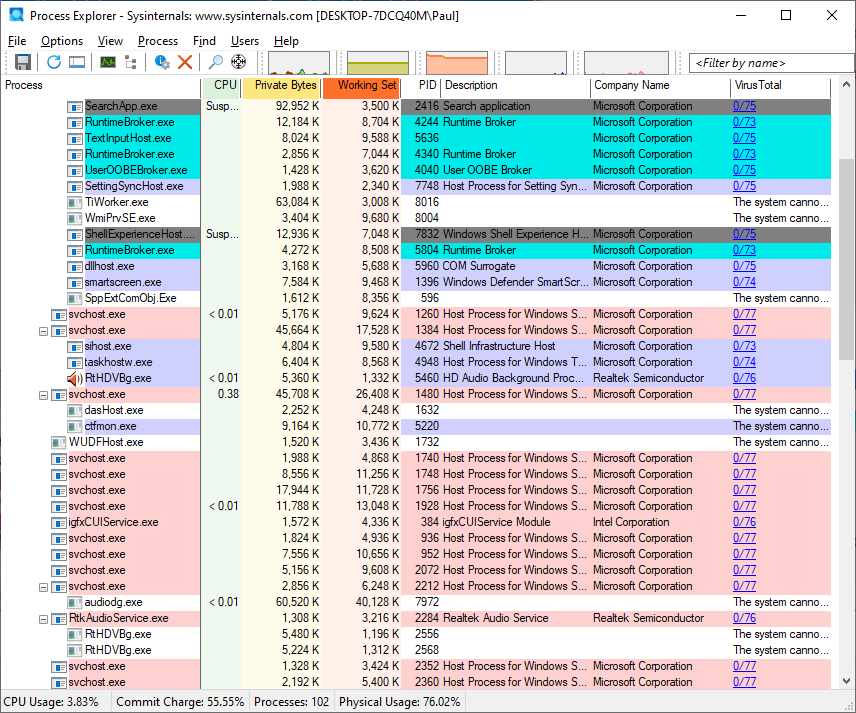 Process Explorer - Sysinternals: www.sysinternals.com [DESKTOP-7DCQ40M\Paul]
File Options View Process Find Users Help
<Filter by name>
Process CPU Private Bytes Working Set PID Description Company Name VirusTotal
SearchApp.exe Susp... 92,952 K 3,500 K 2416 Search application Microsoft Corporation 0/75
RuntimeBroker.exe 12,184 K 8,704 K 4244 Runtime Broker Microsoft Corporation 0/73
TextInputHost.exe 8,024 K 9,588 K 5636 Microsoft Corporation 0/75
RuntimeBroker.exe 2,856 K 7,044 K 4340 Runtime Broker Microsoft Corporation 0/73
UserOOBEBroker.exe 1,428 K 3,620 K 4040 User OOBE Broker Microsoft Corporation 0/75
SettingSyncHost.exe 1,988 K 2,340 K 7748 Host Process for Setting Syn... Microsoft Corporation 0/75
TiWorker.exe 63,084 K 3,008 K 8016 The system canno...
WmiPrvSE.exe 3,404 K 9,680 K 8004 The system canno...
ShellExperienceHost.... Susp... 12,936 K 7,048 K 7832 Windows Shell Experience H... Microsoft Corporation 0/75
RuntimeBroker.exe 4,272 K 8,508 K 5804 Runtime Broker Microsoft Corporation 0/73
dllhost.exe 3,168 K 5,688 K 5960 COM Surrogate Microsoft Corporation 0/75
smartscreen.exe 7,584 K 9,468 K 1396 Windows Defender SmartScr... Microsoft Corporation 0/74
SppExtComObj.Exe 1,612 K 8,356 K 596 The system canno...
svchost.exe < 0.01 5,176 K 9,624 K 1260 Host Process for Windows S... Microsoft Corporation 0/77
svchost.exe 45,664 K 17,528 K 1384 Host Process for Windows S... Microsoft Corporation 0/77
sihost.exe 4,804 K 9,580 K 4672 Shell Infrastructure Host Microsoft Corporation 0/73
taskhostw.exe 6,404 K 8,568 K 4948 Host Process for Windows T... Microsoft Corporation 0/74
RtHDVBg.exe < 0.01 5,360 K 1,332 K 5460 HD Audio Background Proc... Realtek Semiconductor 0/76
svchost.exe 0.38 45,708 K 26,408 K 1480 Host Process for Windows S... Microsoft Corporation 0/77
dasHost.exe 2,252 K 4,248 K 1632 The system canno...
ctfmon.exe 9,164 K 10,772 K 5220 The system canno...
WUDFHost.exe 1,520 K 3,436 K 1732 The system canno...
svchost.exe 1,988 K 4,868 K 1740 Host Process for Windows S... Microsoft Corporation 0/77
svchost.exe 8,556 K 11,256 K 1748 Host Process for Windows S... Microsoft Corporation 0/77
svchost.exe 17,944 K 11,728 K 1756 Host Process for Windows S... Microsoft Corporation 0/77
svchost.exe < 0.01 11,788 K 13,048 K 1928 Host Process for Windows S... Microsoft Corporation 0/77
igfxCUIService.exe 1,572 K 4,336 K 384 igfxCUIService Module Intel Corporation 0/76
svchost.exe 1,824 K 4,936 K 936 Host Process for Windows S... Microsoft Corporation 0/77
svchost.exe 7,556 K 10,656 K 952 Host Process for Windows S... Microsoft Corporation 0/77
svchost.exe 5,156 K 9,608 K 2072 Host Process for Windows S... Microsoft Corporation 0/77
svchost.exe 2,856 K 6,248 K 2212 Host Process for Windows S... Microsoft Corporation 0/77
audiodg.exe < 0.01 60,520 K 40,128 K 7972 The system canno...
RtkAudioService.exe 1,308 K 3,216 K 2284 Realtek Audio Service Realtek Semiconductor 0/76
RtHDVBg.exe 5,480 K 1,196 K 2556 The system canno...
RtHDVBg.exe 5,224 K 1,312 K 2568 The system canno...
svchost.exe 1,328 K 3,424 K 2352 Host Process for Windows S... Microsoft Corporation 0/77
svchost.exe 2,192 K 5,400 K 2360 Host Process for Windows S... Microsoft Corporation 0/77
CPU Usage: 3.83% Commit Charge: 55.55% Processes: 102 Physical Usage: 76.02%